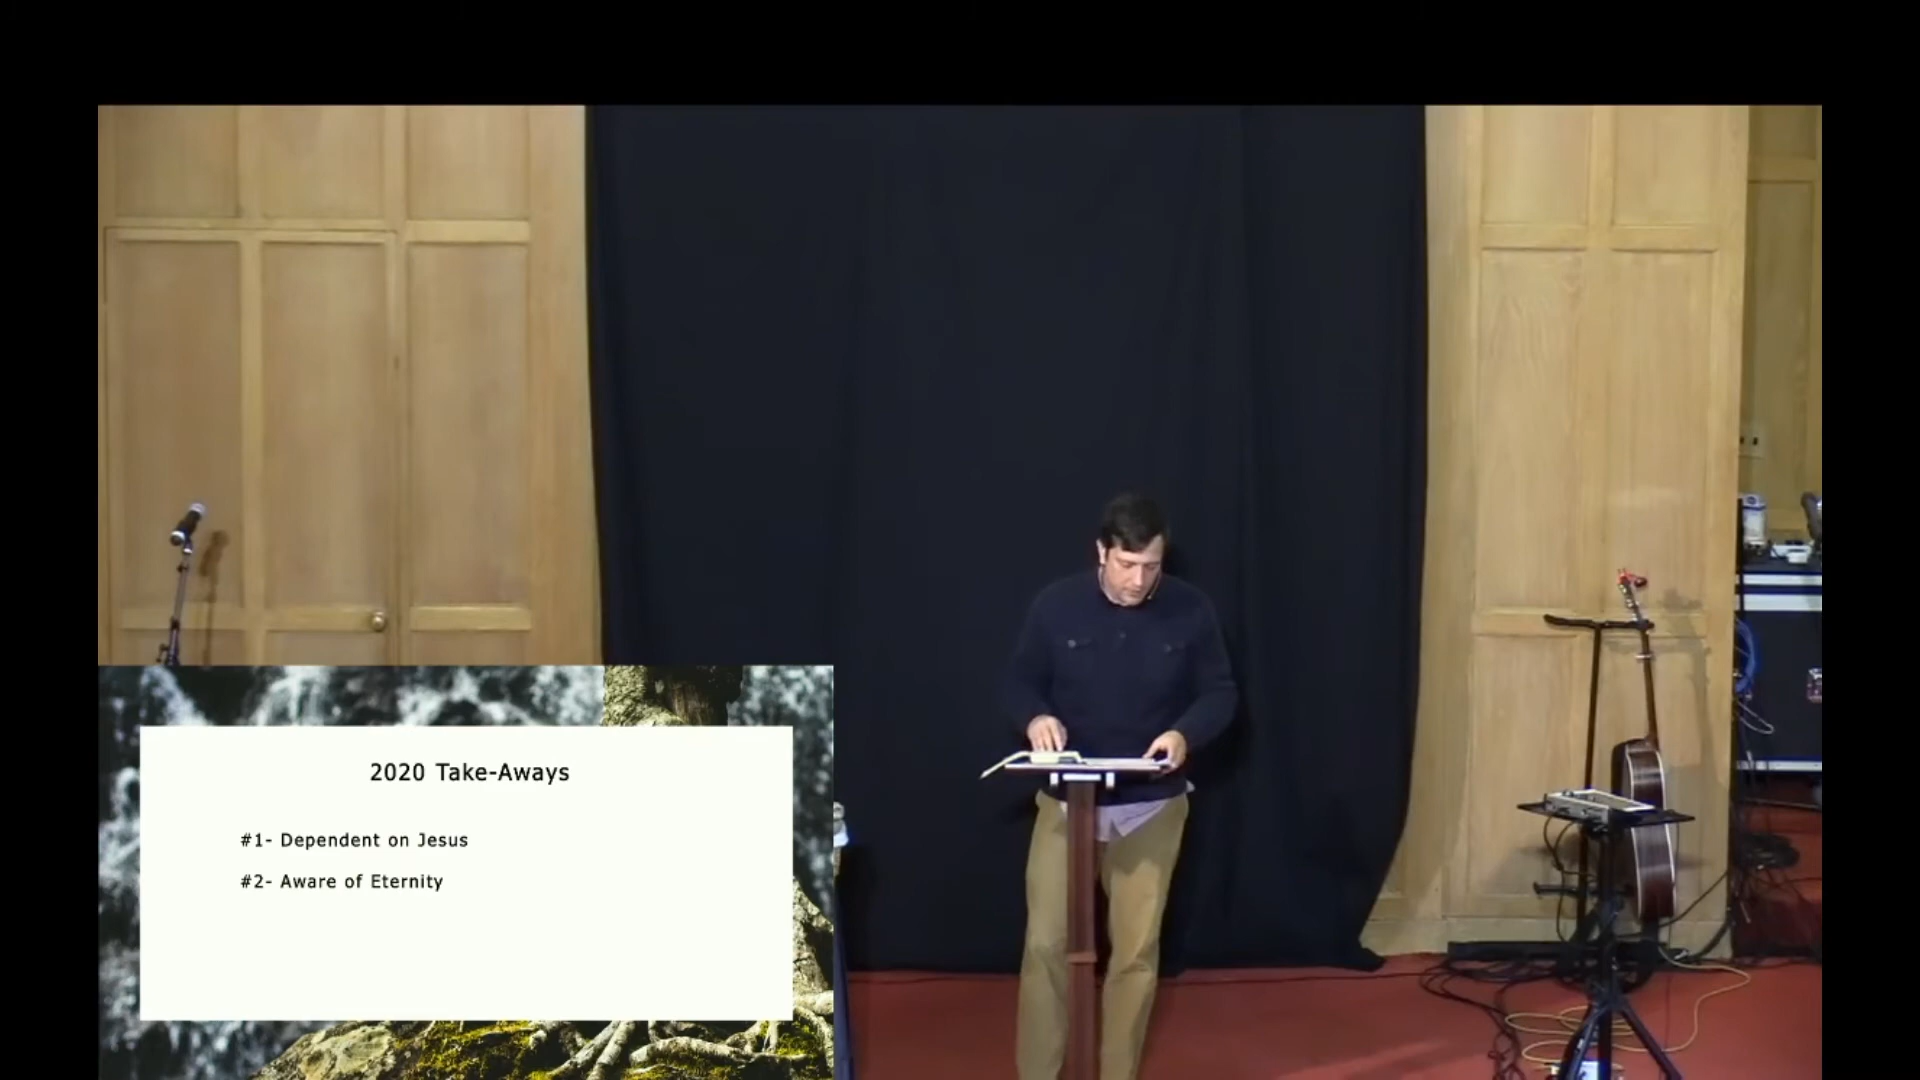 2020 Take-Aways
#1- Dependent on Jesus
#2- Aware of Eternity